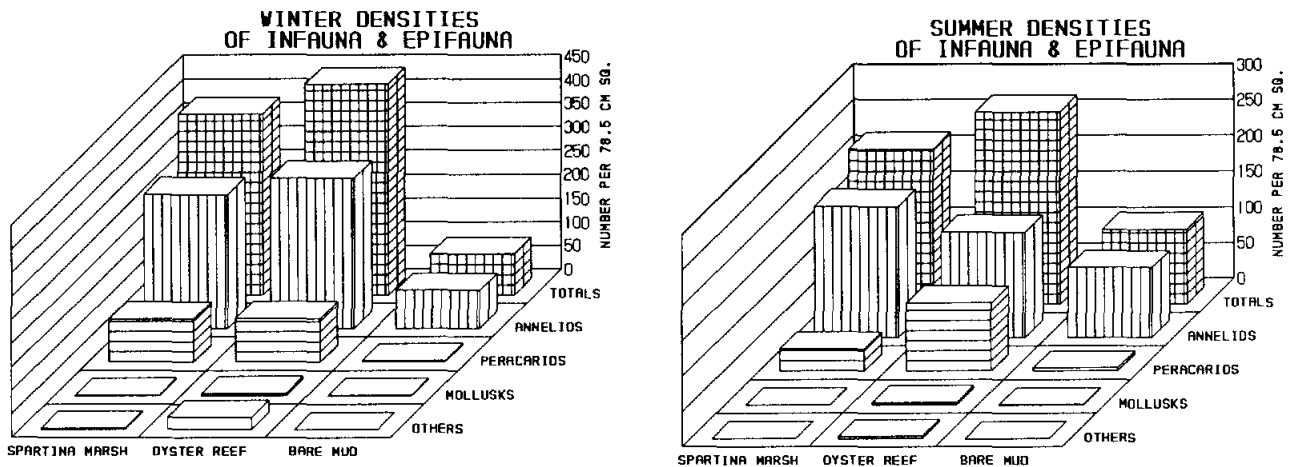 WINTER DENSITIES
OF INFAUNA & EPIFAUNA
450
400
350
300
250
200
150
100
50
0
NUMBER PER 78.5 CM SQ.
TOTALS
ANNELIOS
PERACARIOS
MOLLUSKS
OTHERS
SPARTINA MARSH OYSTER REEF BARE MUD
SUMMER DENSITIES
OF INFAUNA & EPIFAUNA
300
250
200
150
100
50
0
NUMBER PER 78.5 CM SQ.
TOTALS
ANNELIDS
PERACARIDS
MOLLUSKS
OTHERS
SPARTINA MARSH OYSTER REEF BARE MUD